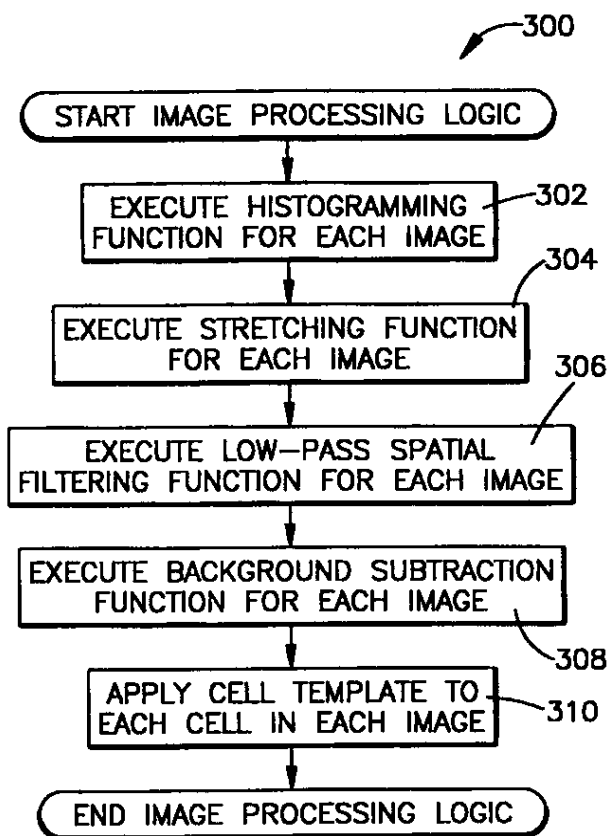 300
START IMAGE PROCESSING LOGIC
EXECUTE HISTOGRAMMING
FUNCTION FOR EACH IMAGE
302
EXECUTE STRETCHING FUNCTION
FOR EACH IMAGE
304
EXECUTE LOW-PASS SPATIAL
FILTERING FUNCTION FOR EACH IMAGE
306
EXECUTE BACKGROUND SUBTRACTION
FUNCTION FOR EACH IMAGE
308
APPLY CELL TEMPLATE TO
EACH CELL IN EACH IMAGE
310
END IMAGE PROCESSING LOGIC